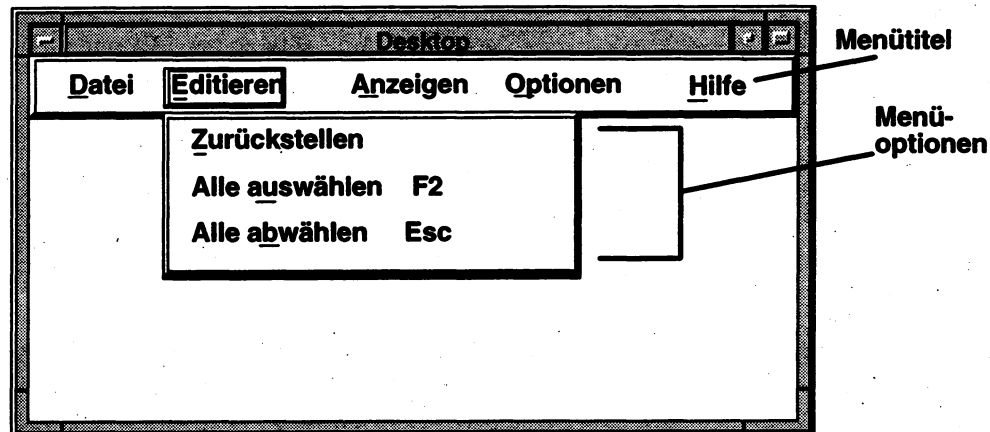 Desktop
Menütitel
Datei Editieren Anzeigen Optionen Hilfe
Menü-
optionen
Zurückstellen
Alle auswählen F2
Alle abwählen Esc